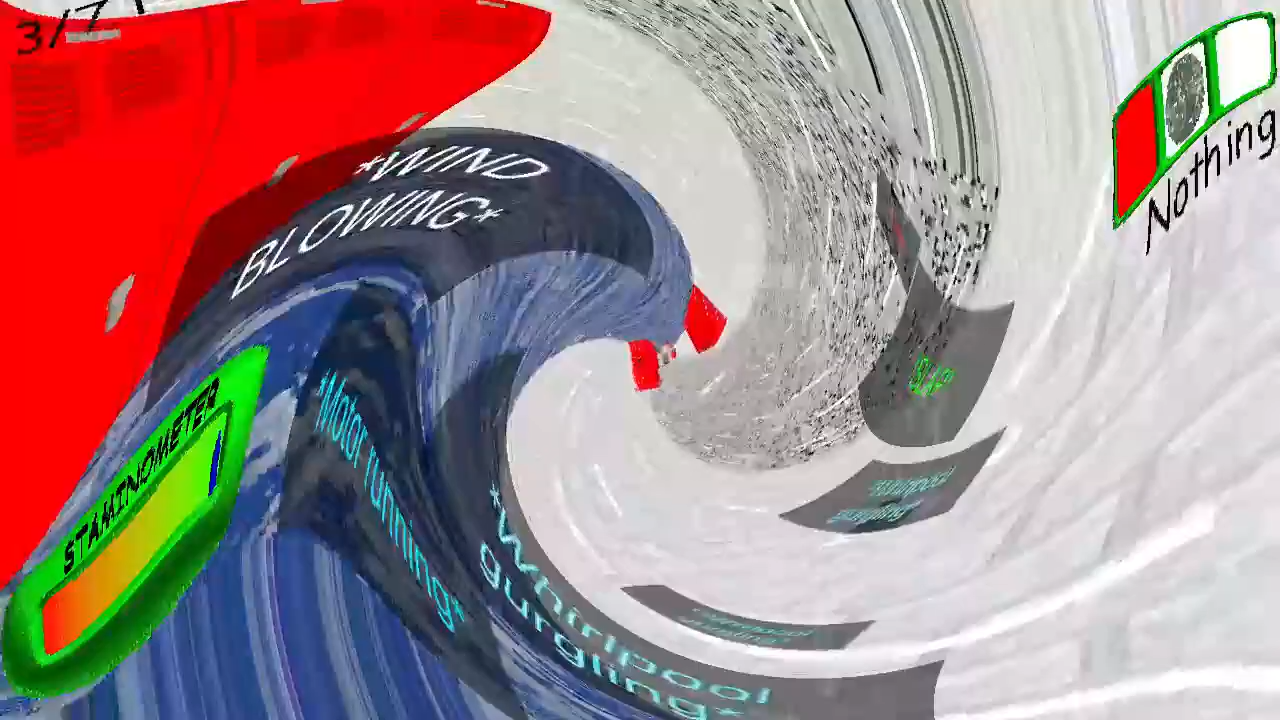 3/7
*WIND
BLOWING*
Nothing
STAMINOMETER
*Motor running*
*Whirlpool
gurgling*